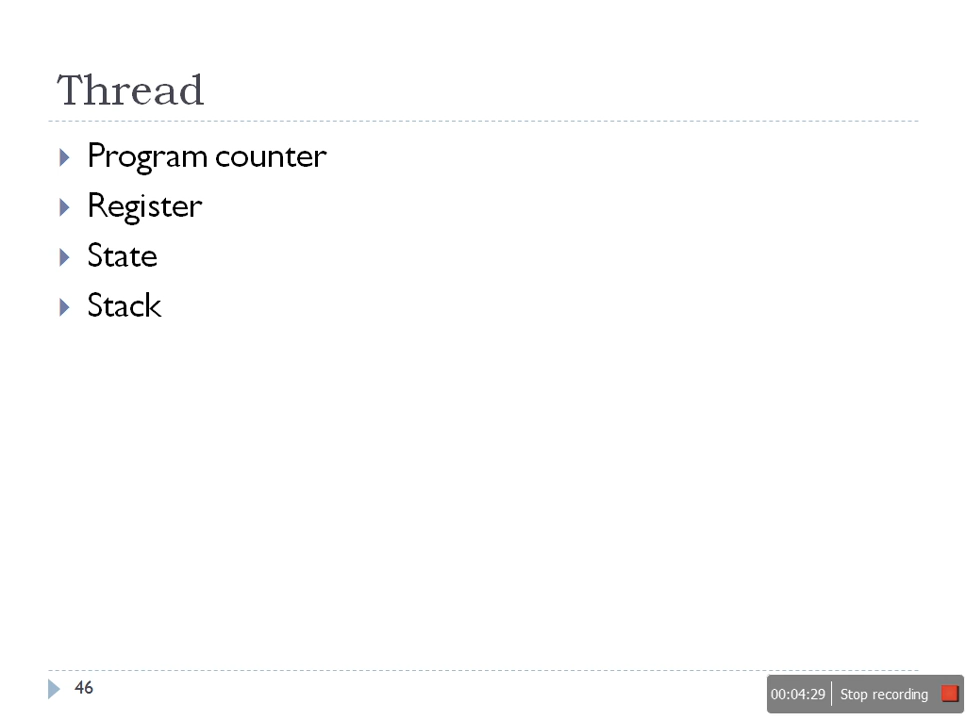 Thread
Program counter
Register
State
Stack
46
00:04:29 Stop recording